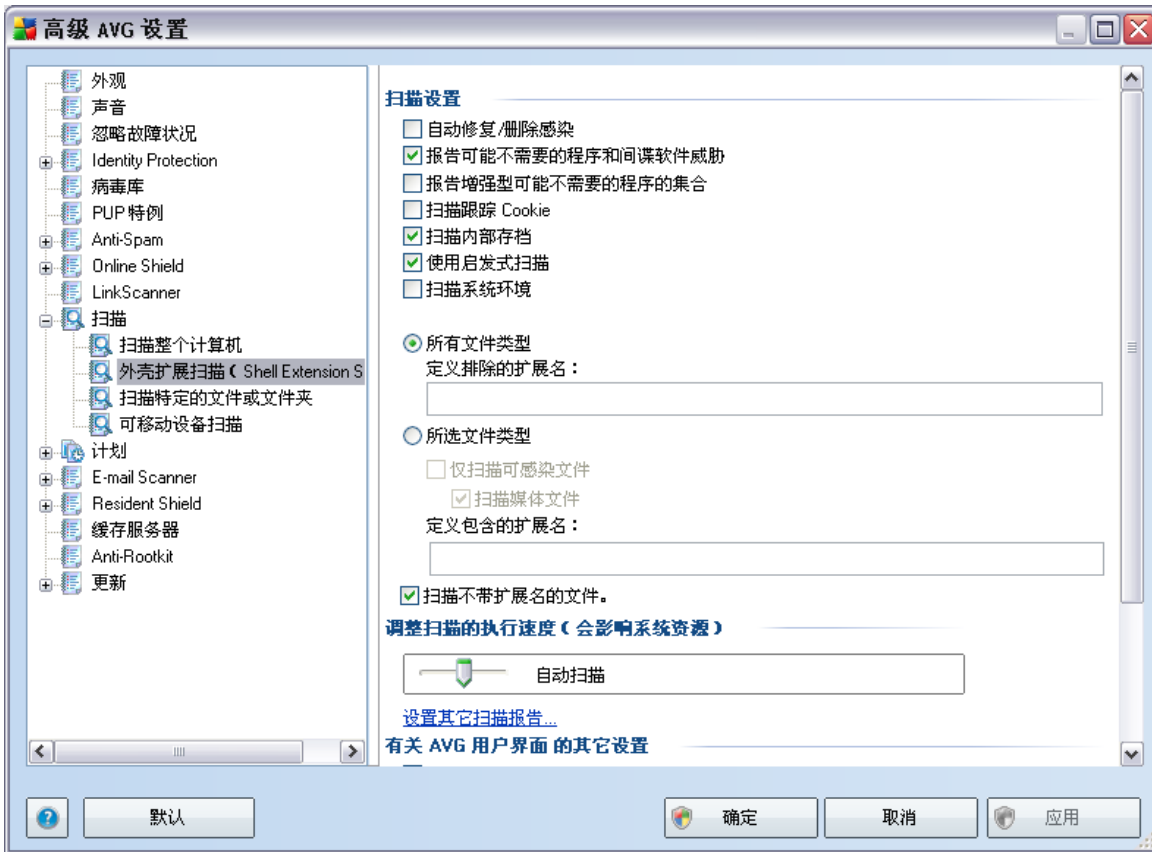 高级 AVG 设置
外观
声音
忽略故障状况
Identity Protection
病毒库
PUP 特例
Anti-Spam
Online Shield
LinkScanner
扫描
扫描整个计算机
外壳扩展扫描（Shell Extension S
扫描特定的文件或文件夹
可移动设备扫描
计划
E-mail Scanner
Resident Shield
缓存服务器
Anti-Rootkit
更新
扫描设置
自动修复/删除感染
报告可能不需要的程序和间谍软件威胁
报告增强型可能不需要的程序的集合
扫描跟踪 Cookie
扫描内部存档
使用启发式扫描
扫描系统环境
所有文件类型
定义排除的扩展名：
所选文件类型
仅扫描可感染文件
扫描媒体文件
定义包含的扩展名：
扫描不带扩展名的文件。
调整扫描的执行速度（会影响系统资源）
自动扫描
设置其它扫描报告...
有关 AVG 用户界面 的其它设置
默认
确定
取消
应用